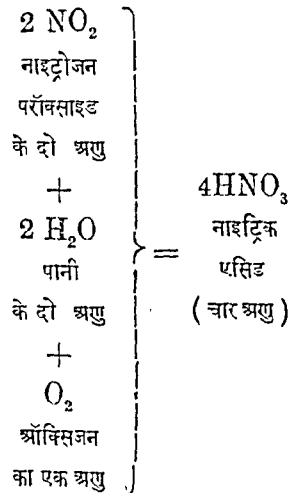 2 NO₂
नाइट्रोजन
परॉक्साइड
के दो अणु
+
2 H₂O
पानी
के दो अणु
+
O₂
ऑक्सिजन
का एक अणु
=
4HNO₃
नाइट्रिक
एसिड
(चार अणु)